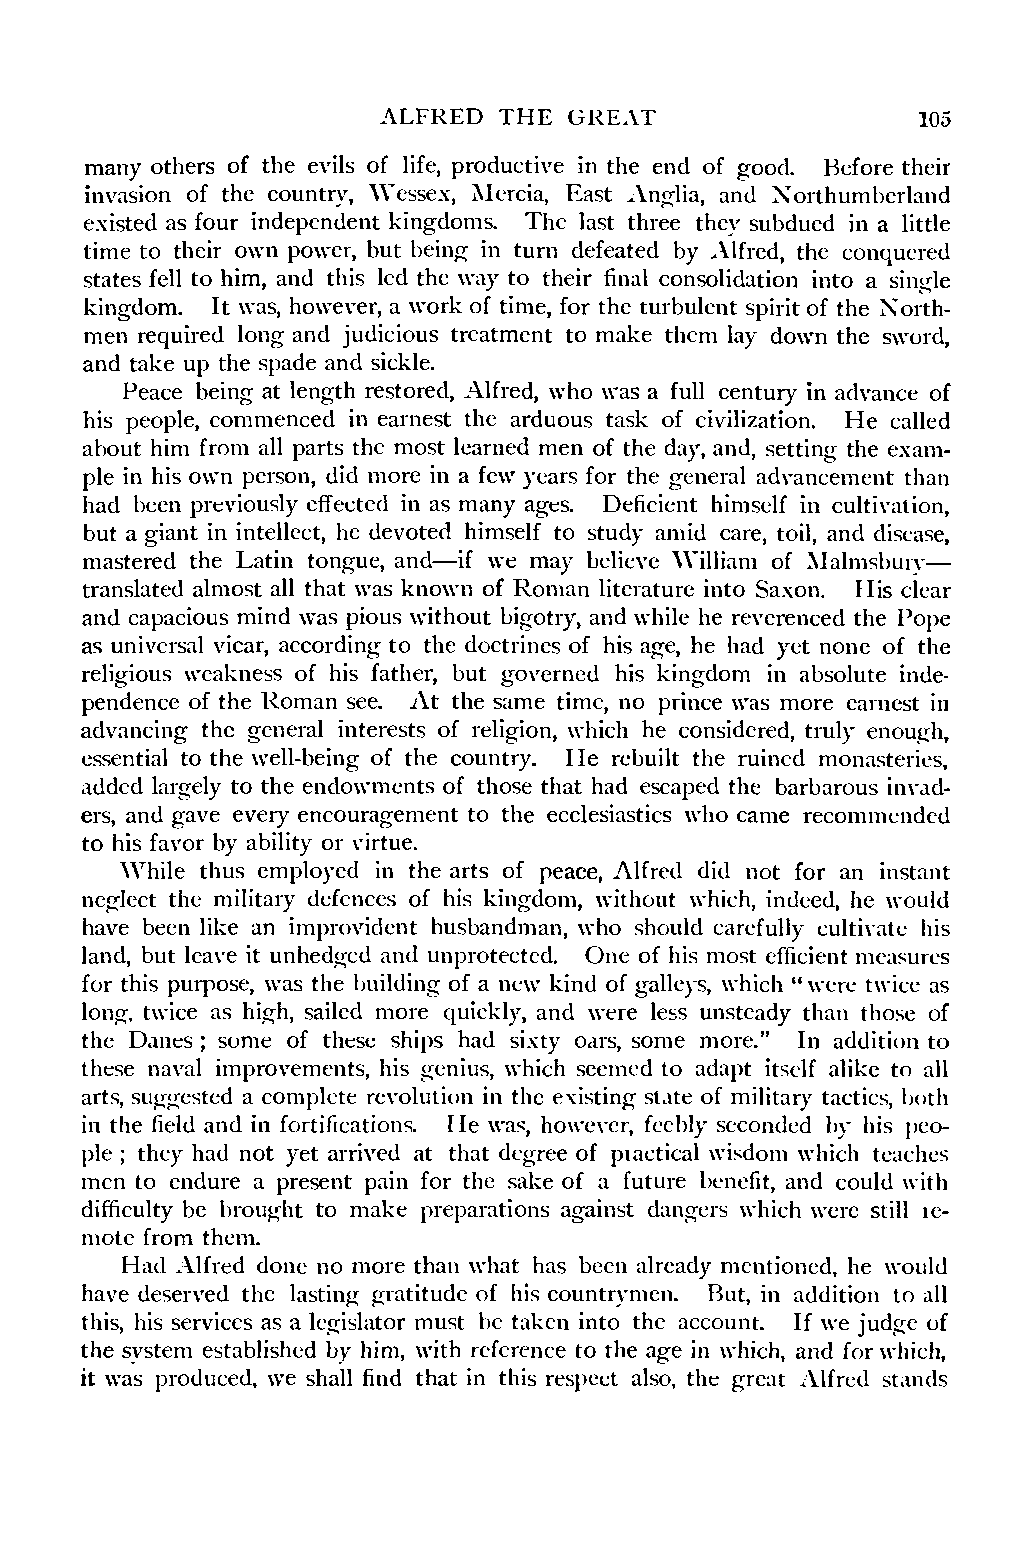 ALFRED THE GREAT 105
many others of the evils of life, productive in the end of good. Before their
invasion of the country, Wessex, Mercia, East Anglia, and Northumberland
existed as four independent kingdoms. The last three they subdued in a little
time to their own power, but being in turn defeated by Alfred, the conquered
states fell to him, and this led the way to their final consolidation into a single
kingdom. It was, however, a work of time, for the turbulent spirit of the North-
men required long and judicious treatment to make them lay down the sword,
and take up the spade and sickle.
Peace being at length restored, Alfred, who was a full century in advance of
his people, commenced in earnest the arduous task of civilization. He called
about him from all parts the most learned men of the day, and, setting the exam-
ple in his own person, did more in a few years for the general advancement than
had been previously effected in as many ages. Deficient himself in cultivation,
but a giant in intellect, he devoted himself to study amid care, toil, and disease,
mastered the Latin tongue, and—if we may believe William of Malmsbury—
translated almost all that was known of Roman literature into Saxon. His clear
and capacious mind was pious without bigotry, and while he reverenced the Pope
as universal vicar, according to the doctrines of his age, he had yet none of the
religious weakness of his father, but governed his kingdom in absolute inde-
pendence of the Roman see. At the same time, no prince was more earnest in
advancing the general interests of religion, which he considered, truly enough,
essential to the well-being of the country. He rebuilt the ruined monasteries,
added largely to the endowments of those that had escaped the barbarous invad-
ers, and gave every encouragement to the ecclesiastics who came recommended
to his favor by ability or virtue.
While thus employed in the arts of peace, Alfred did not for an instant
neglect the military defences of his kingdom, without which, indeed, he would
have been like an improvident husbandman, who should carefully cultivate his
land, but leave it unhedged and unprotected. One of his most efficient measures
for this purpose, was the building of a new kind of galleys, which "were twice as
long, twice as high, sailed more quickly, and were less unsteady than those of
the Danes; some of these ships had sixty oars, some more." In addition to
these naval improvements, his genius, which seemed to adapt itself alike to all
arts, suggested a complete revolution in the existing state of military tactics, both
in the field and in fortifications. He was, however, feebly seconded by his peo-
ple; they had not yet arrived at that degree of practical wisdom which teaches
men to endure a present pain for the sake of a future benefit, and could with
difficulty be brought to make preparations against dangers which were still re-
mote from them.
Had Alfred done no more than what has been already mentioned, he would
have deserved the lasting gratitude of his countrymen. But, in addition to all
this, his services as a legislator must be taken into the account. If we judge of
the system established by him, with reference to the age in which, and for which,
it was produced, we shall find that in this respect also, the great Alfred stands